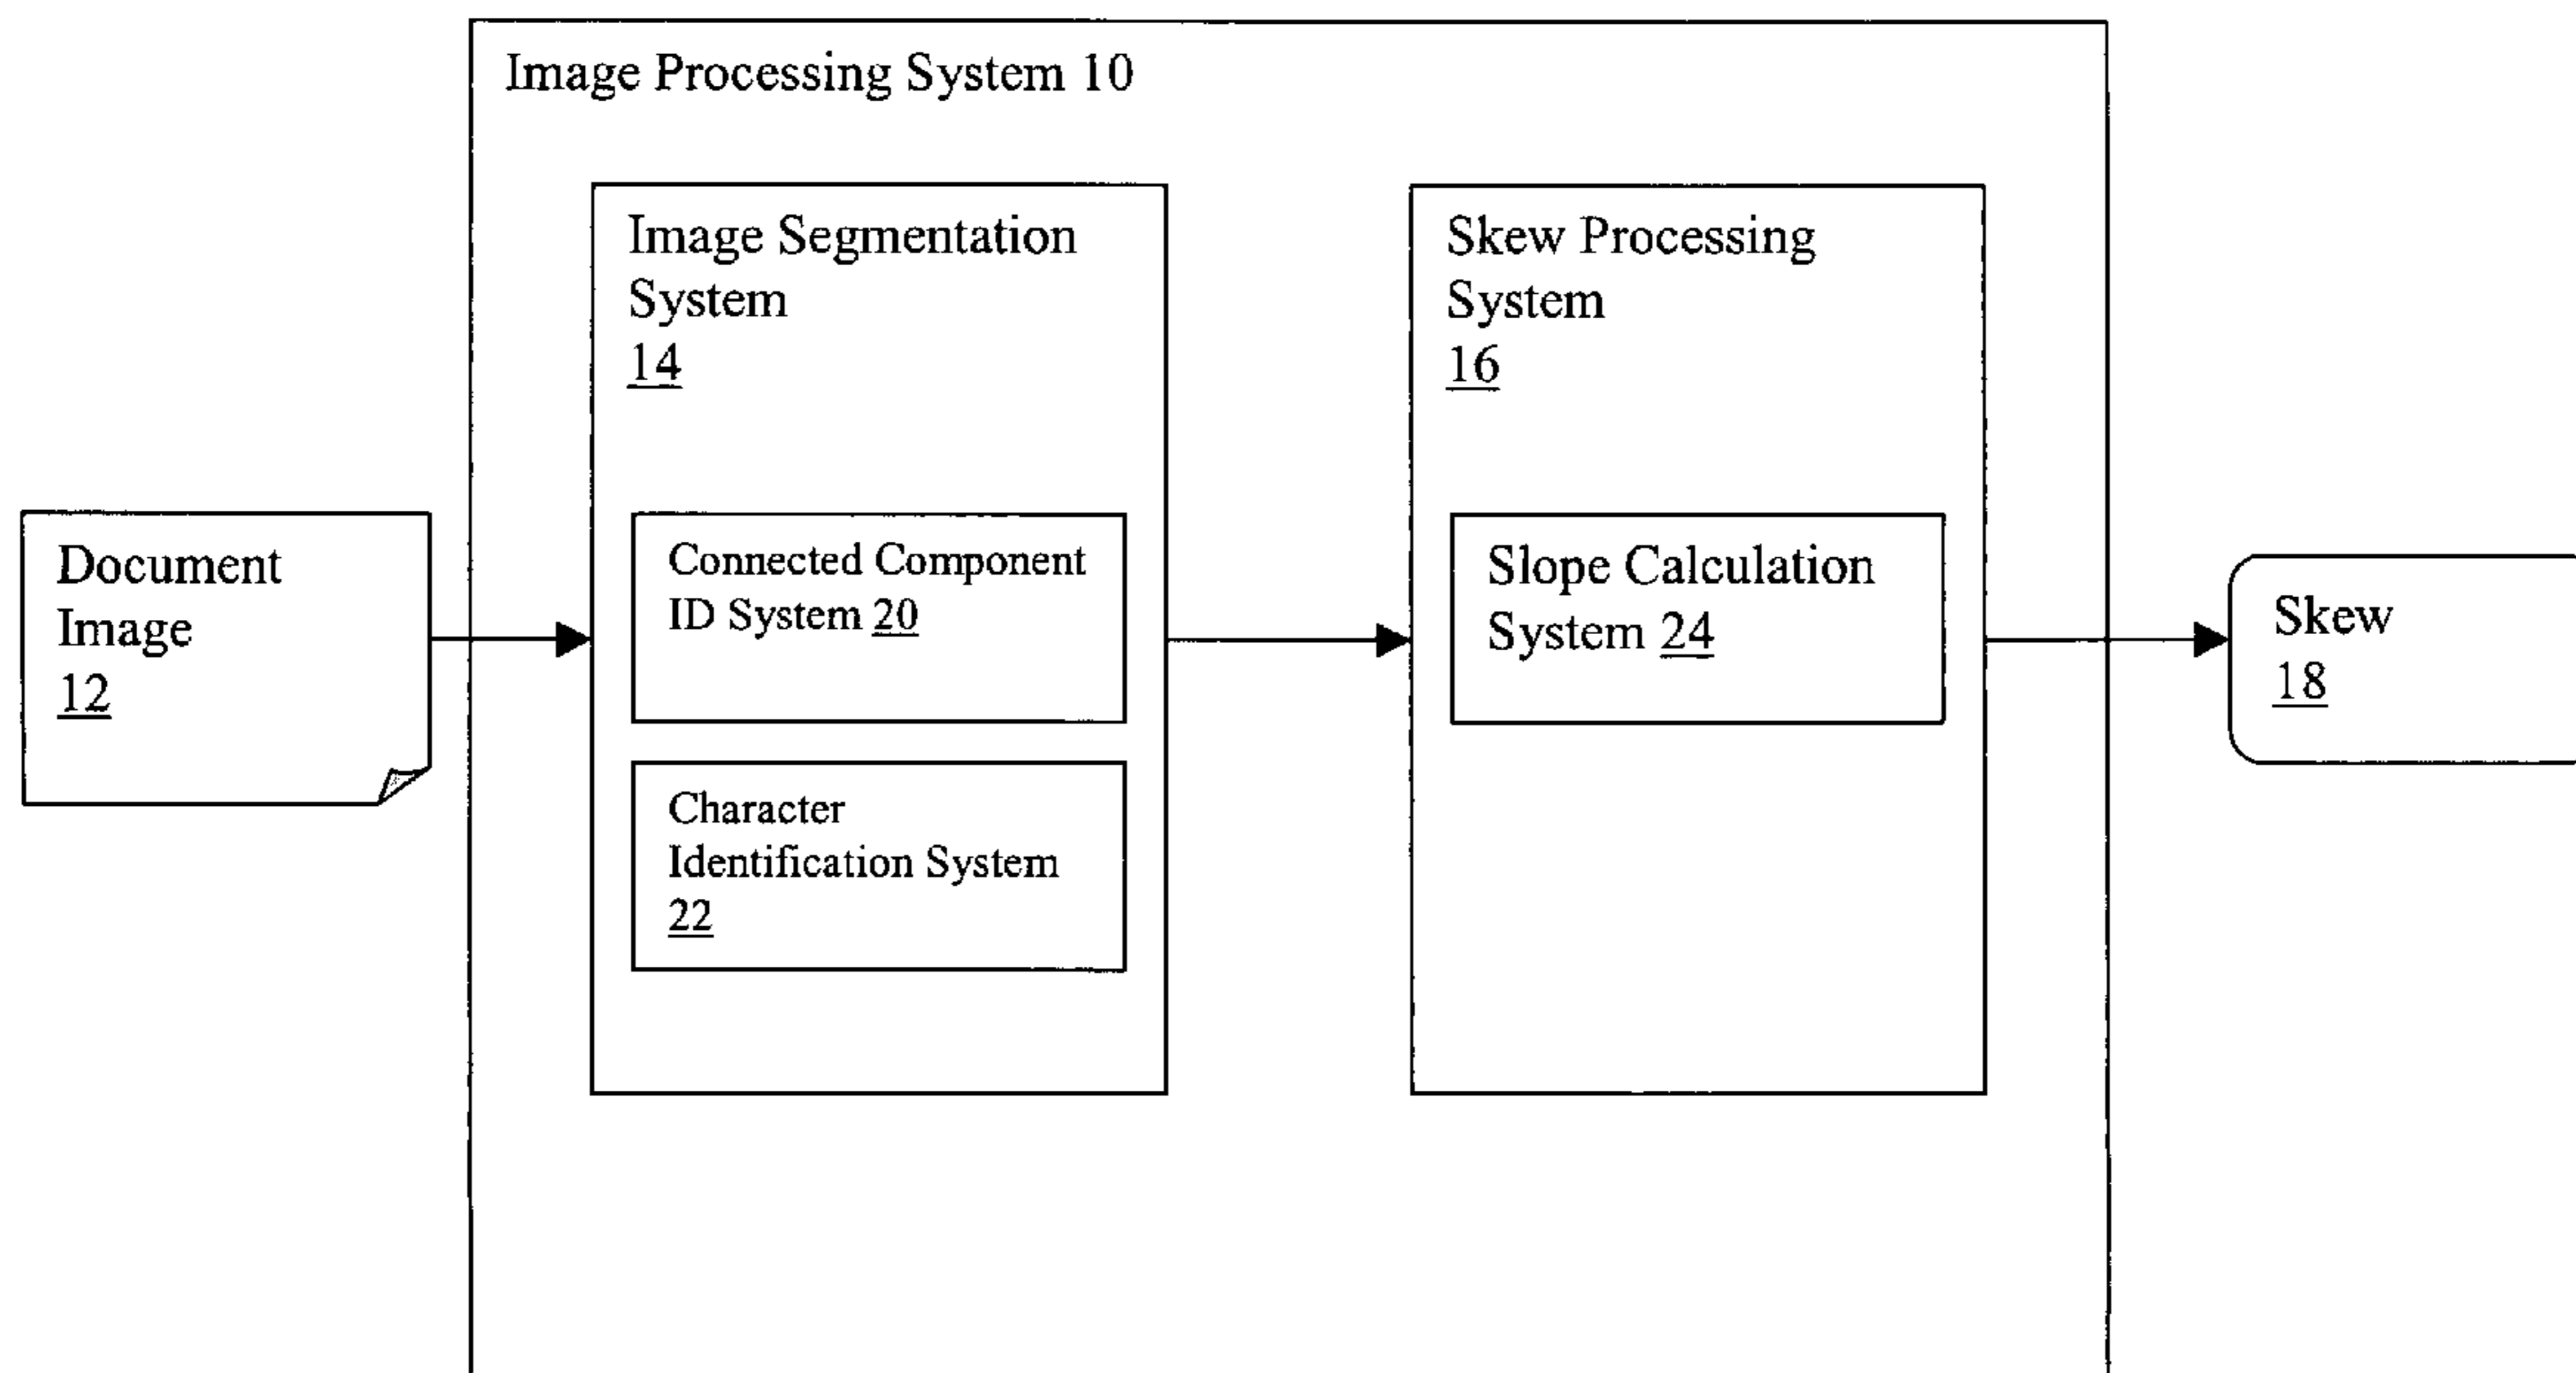 Image Processing System 10
Image Segmentation
System
14
Skew Processing
System
16
Document
Image
12
Connected Component
ID System 20
Slope Calculation
System 24
Skew
18
Character
Identification System
22